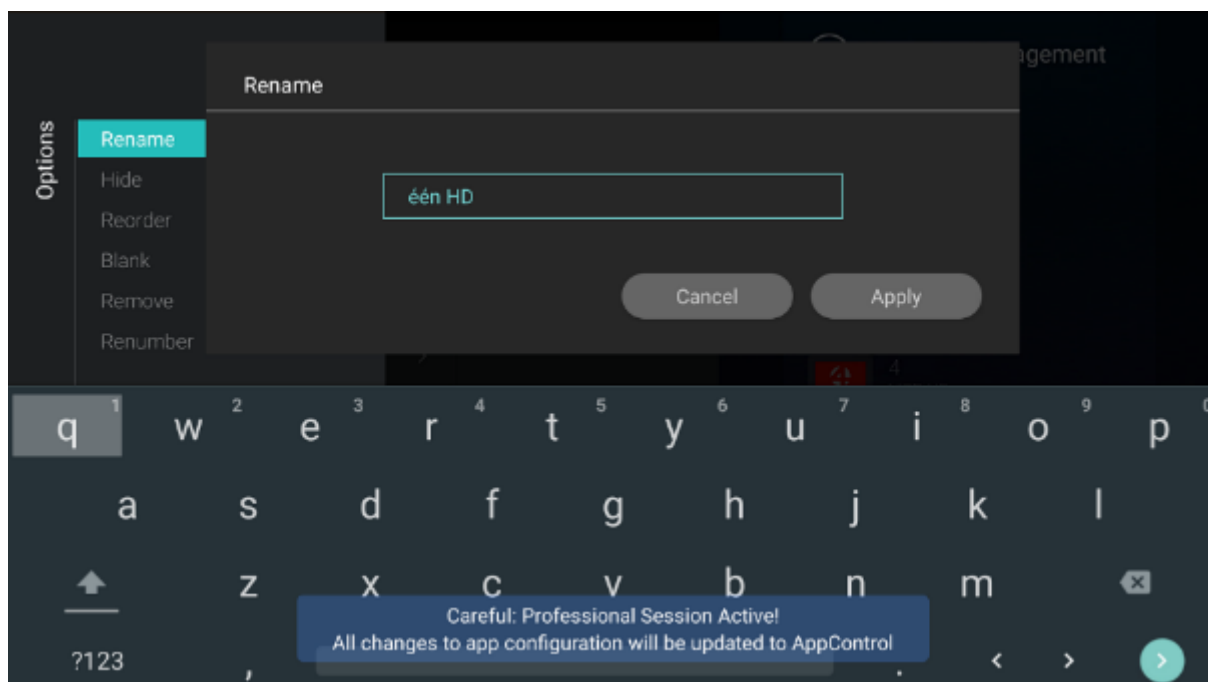 agement
Rename
Options
Rename
Hide
Reorder
Blank
Remove
Renumber
één HD
Cancel
Apply
4
q 1 w 2 e 3 r 4 t 5 y 6 u 7 i 8 o 9 p 0
a s d f g h j k l
z x c v b n m
Careful: Professional Session Active!
All changes to app configuration will be updated to AppControl
?123 , . < > >